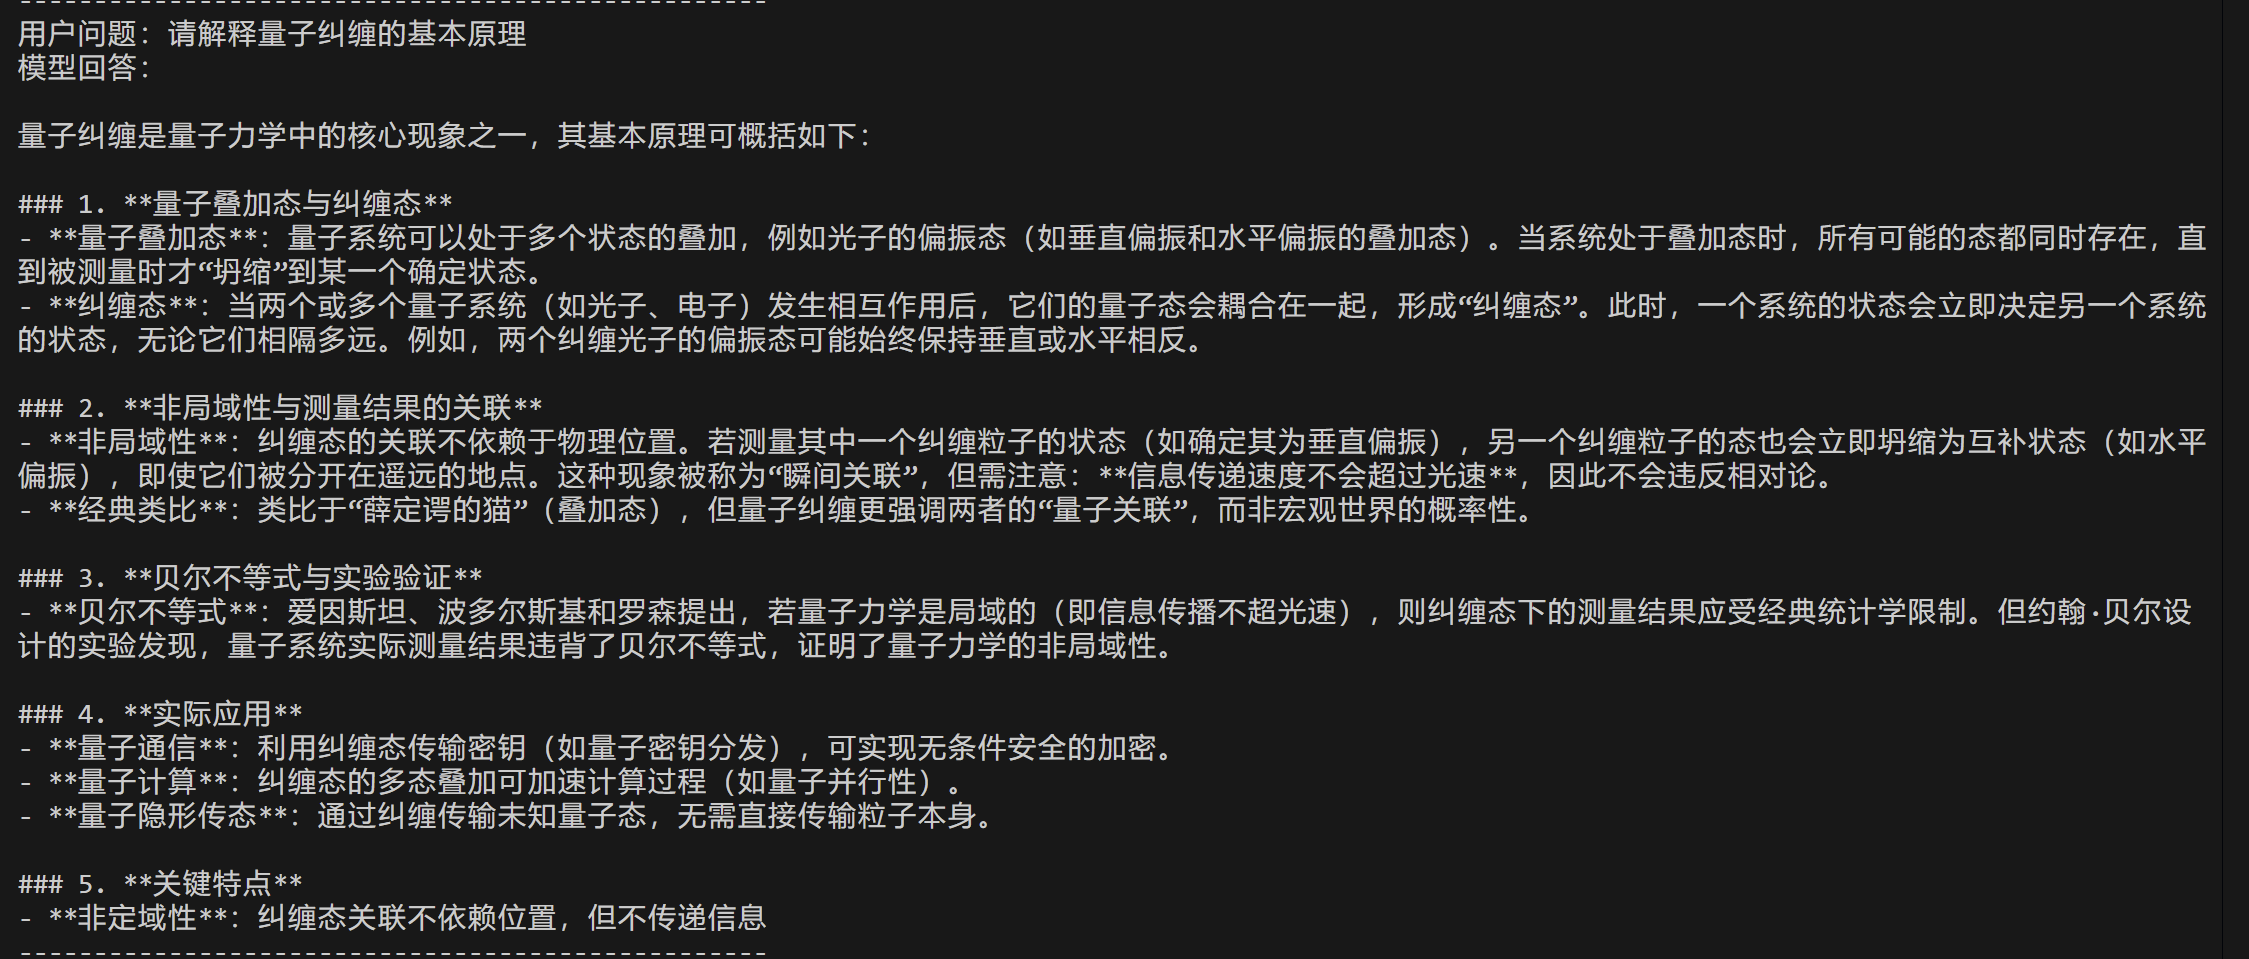 --------------------------------------------------
用户问题：请解释量子纠缠的基本原理
模型回答：
量子纠缠是量子力学中的核心现象之一，其基本原理可概括如下：
### 1. **量子叠加态与纠缠态**
- **量子叠加态**：量子系统可以处于多个状态的叠加，例如光子的偏振态（如垂直偏振和水平偏振的叠加态）。当系统处于叠加态时，所有可能的态都同时存在，直
到被测量时才“坍缩”到某一个确定状态。
- **纠缠态**：当两个或多个量子系统（如光子、电子）发生相互作用后，它们的量子态会耦合在一起，形成“纠缠态”。此时，一个系统的状态会立即决定另一个系统
的状态，无论它们相隔多远。例如，两个纠缠光子的偏振态可能始终保持垂直或水平相反。
### 2. **非局域性与测量结果的关联**
- **非局域性**：纠缠态的关联不依赖于物理位置。若测量其中一个纠缠粒子的状态（如确定其为垂直偏振），另一个纠缠粒子的态也会立即坍缩为互补状态（如水平
偏振），即使它们被分开在遥远的地点。这种现象被称为“瞬间关联”，但需注意：**信息传递速度不会超过光速**，因此不会违反相对论。
- **经典类比**：类比于“薛定谔的猫”（叠加态），但量子纠缠更强调两者的“量子关联”，而非宏观世界的概率性。
### 3. **贝尔不等式与实验验证**
- **贝尔不等式**：爱因斯坦、波多尔斯基和罗森提出，若量子力学是局域的（即信息传播不超光速），则纠缠态下的测量结果应受经典统计学限制。但约翰·贝尔设
计的实验发现，量子系统实际测量结果违背了贝尔不等式，证明了量子力学的非局域性。
### 4. **实际应用**
- **量子通信**：利用纠缠态传输密钥（如量子密钥分发），可实现无条件安全的加密。
- **量子计算**：纠缠态的多态叠加可加速计算过程（如量子并行性）。
- **量子隐形传态**：通过纠缠传输未知量子态，无需直接传输粒子本身。
### 5. **关键特点**
- **非定域性**：纠缠态关联不依赖位置，但不传递信息
--------------------------------------------------